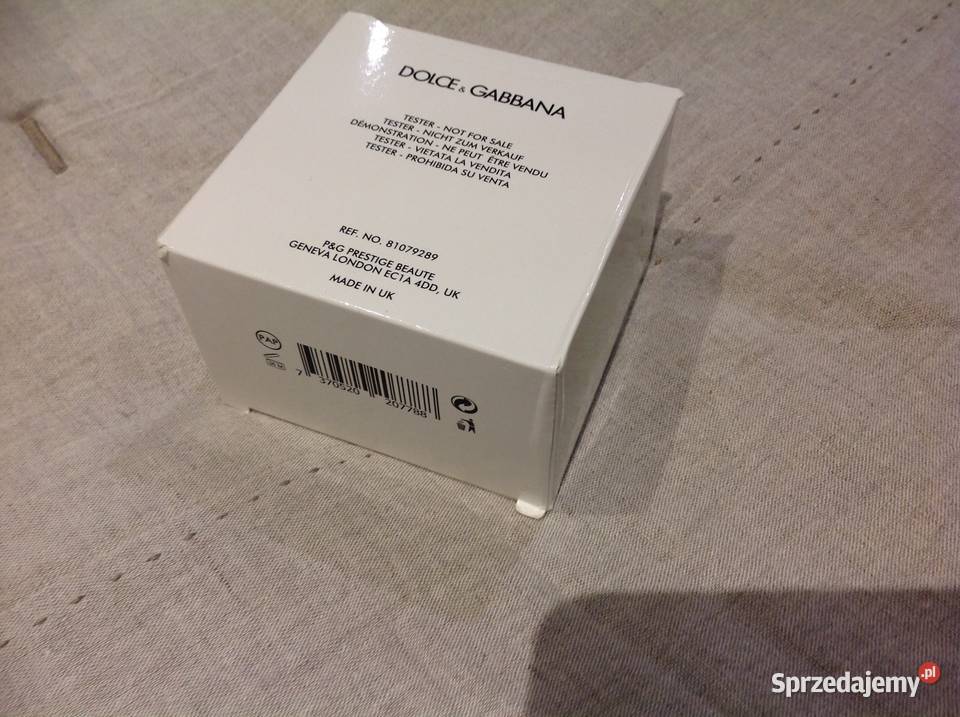 DOLCE & GABBANA
TESTER - NOT FOR SALE
TESTER - NICHT ZUM VERKAUF
DÉMONSTRATION - NE PEUT ÊTRE VENDU
TESTER - VIETATA LA VENDITA
TESTER - PROHIBIDA SU VENTA
REF. NO. 81079289
P&G PRESTIGE BEAUTE
GENEVA LONDON EC1A 4DD, UK
MADE IN UK
PAP
7 370520 207788
Sprzedajemy.pl